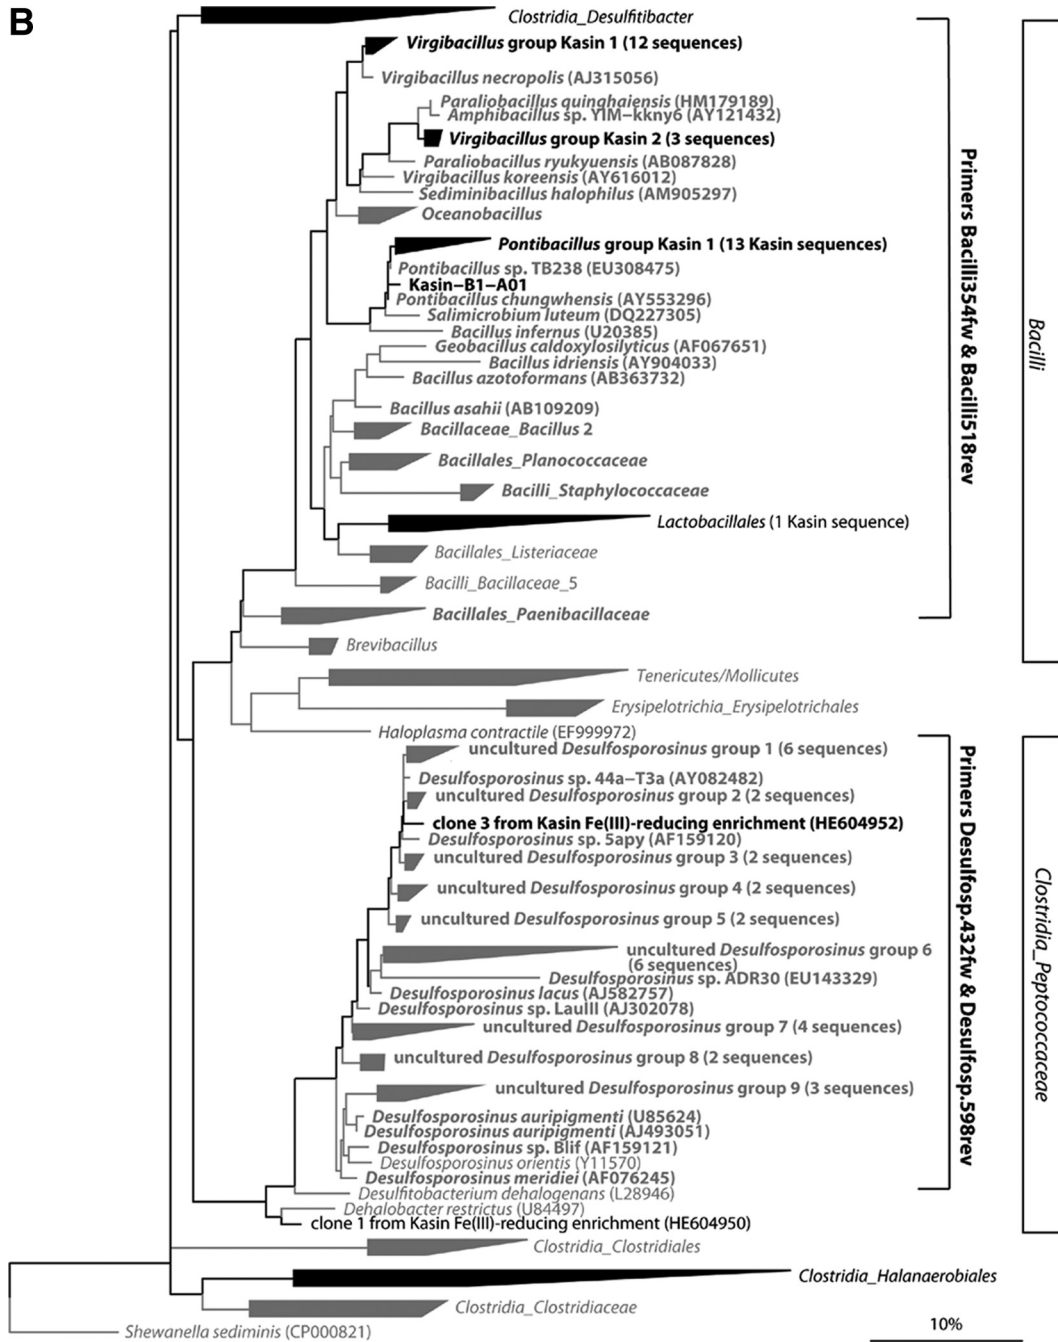 B
Clostridia_Desulfitibacter
Virgibacillus group Kasin 1 (12 sequences)
Virgibacillus necropolis (AJ315056)
Paraliobacillus quinghaiensis (HM179189)
Amphibacillus sp. YIM−kkny6 (AY121432)
Virgibacillus group Kasin 2 (3 sequences)
Paraliobacillus ryukyuensis (AB087828)
Virgibacillus koreensis (AY616012)
Sediminibacillus halophilus (AM905297)
Oceanobacillus
Pontibacillus group Kasin 1 (13 Kasin sequences)
Pontibacillus sp. TB238 (EU308475)
Kasin−B1−A01
Pontibacillus chungwhensis (AY553296)
Salimicrobium luteum (DQ227305)
Bacillus infernus (U20385)
Geobacillus caldoxylosilyticus (AF067651)
Bacillus idriensis (AY904033)
Bacillus azotoformans (AB363732)
Bacillus asahii (AB109209)
Bacillaceae_Bacillus 2
Bacillales_Planococcaceae
Bacilli_Staphylococcaceae
Lactobacillales (1 Kasin sequence)
Bacillales_Listeriaceae
Bacilli_Bacillaceae_5
Bacillales_Paenibacillaceae
Brevibacillus
Primers Bacilli354fw & Bacilli518rev
Bacilli
Tenericutes/Mollicutes
Erysipelotrichia_Erysipelotrichales
Haloplasma contractile (EF999972)
uncultured Desulfosporosinus group 1 (6 sequences)
Desulfosporosinus sp. 44a−T3a (AY082482)
uncultured Desulfosporosinus group 2 (2 sequences)
clone 3 from Kasin Fe(III)-reducing enrichment (HE604952)
Desulfosporosinus sp. 5apy (AF159120)
uncultured Desulfosporosinus group 3 (2 sequences)
uncultured Desulfosporosinus group 4 (2 sequences)
uncultured Desulfosporosinus group 5 (2 sequences)
uncultured Desulfosporosinus group 6
(6 sequences)
Desulfosporosinus sp. ADR30 (EU143329)
Desulfosporosinus lacus (AJ582757)
Desulfosporosinus sp. LauIII (AJ302078)
uncultured Desulfosporosinus group 7 (4 sequences)
uncultured Desulfosporosinus group 8 (2 sequences)
uncultured Desulfosporosinus group 9 (3 sequences)
Desulfosporosinus auripigmenti (U85624)
Desulfosporosinus auripigmenti (AJ493051)
Desulfosporosinus sp. Blif (AF159121)
Desulfosporosinus orientis (Y11570)
Desulfosporosinus meridiei (AF076245)
Desulfitobacterium dehalogenans (L28946)
Dehalobacter restrictus (U84497)
clone 1 from Kasin Fe(III)-reducing enrichment (HE604950)
Primers Desulfosp.432fw & Desulfosp.598rev
Clostridia_Peptococcaceae
Clostridia_Clostridiales
Clostridia_Halanaerobiales
Clostridia_Clostridiaceae
Shewanella sediminis (CP000821)
10%